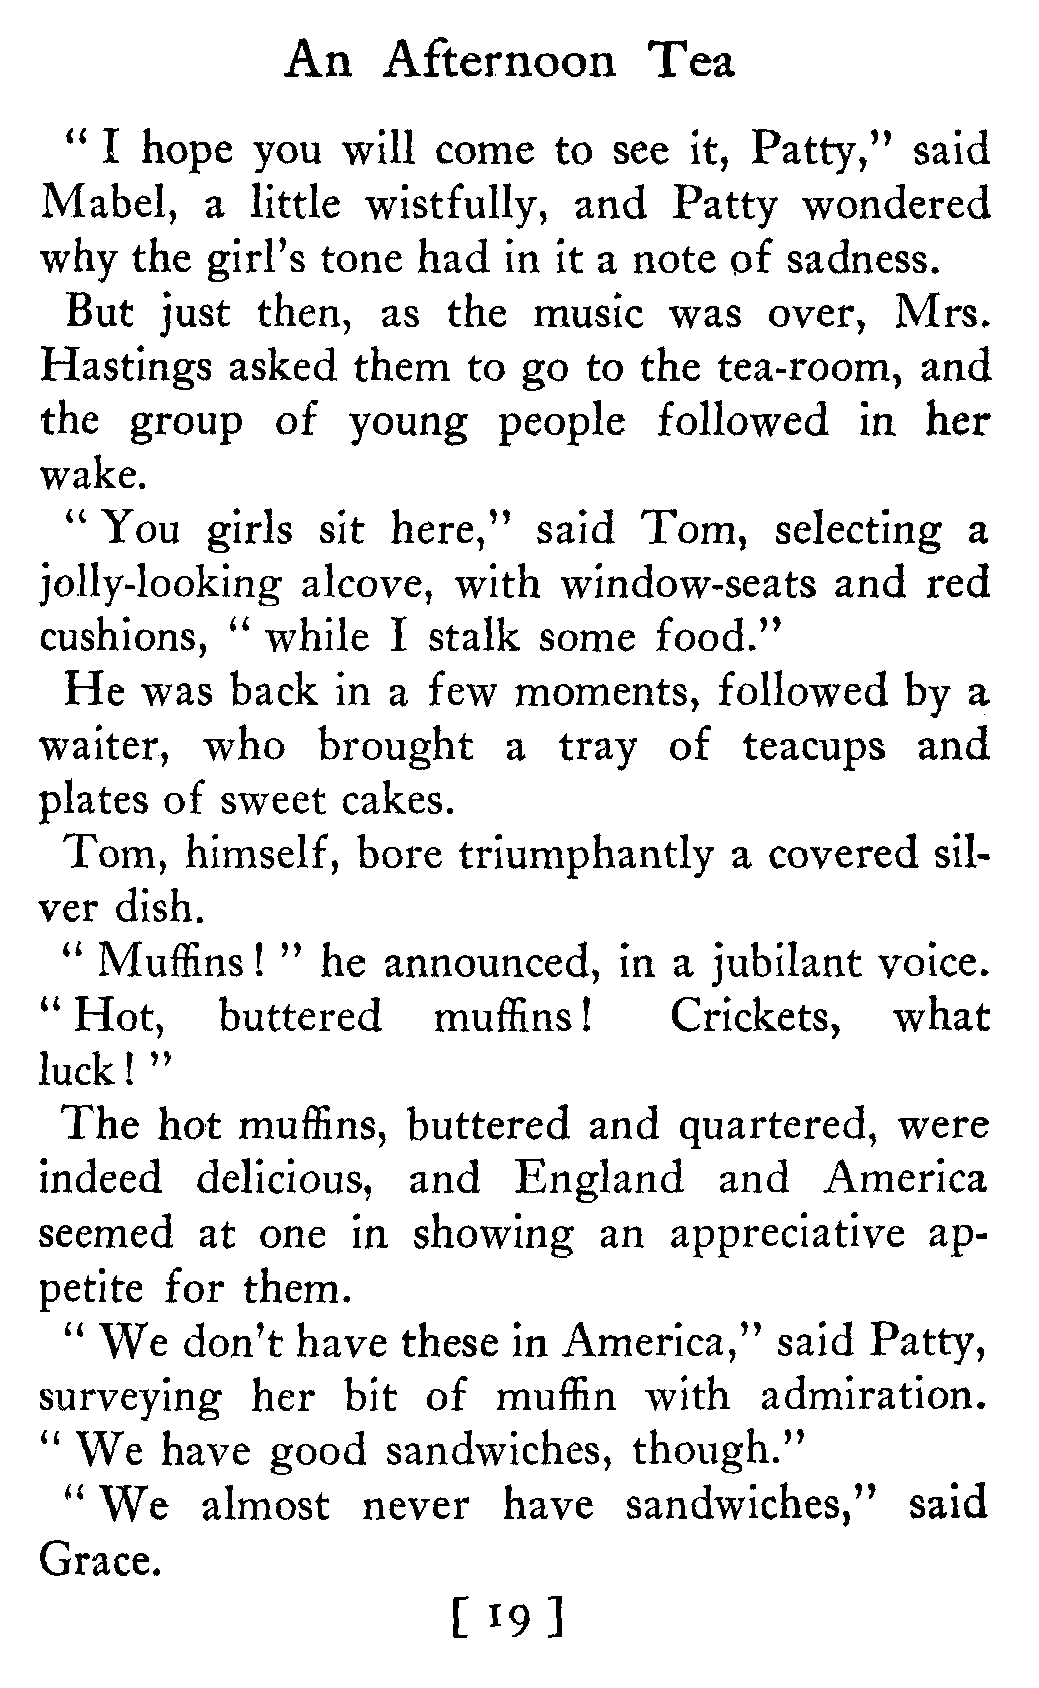 An Afternoon Tea
“ I hope you will come to see it, Patty,” said
Mabel, a little wistfully, and Patty wondered
why the girl’s tone had in it a note of sadness.
But just then, as the music was over, Mrs.
Hastings asked them to go to the tea-room, and
the group of young people followed in her
wake.
“ You girls sit here,” said Tom, selecting a
jolly-looking alcove, with window-seats and red
cushions, “ while I stalk some food.”
He was back in a few moments, followed by a
waiter, who brought a tray of teacups and
plates of sweet cakes.
Tom, himself, bore triumphantly a covered sil-
ver dish.
“ Muffins ! ” he announced, in a jubilant voice.
“ Hot, buttered muffins ! Crickets, what
luck ! ”
The hot muffins, buttered and quartered, were
indeed delicious, and England and America
seemed at one in showing an appreciative ap-
petite for them.
“ We don’t have these in America,” said Patty,
surveying her bit of muffin with admiration.
“ We have good sandwiches, though.”
“ We almost never have sandwiches,” said
Grace.
[ 19 ]